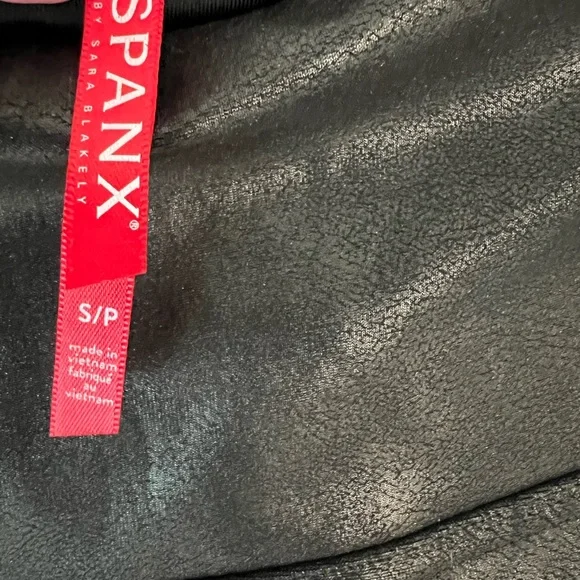 SPANX®
BY SARA BLAKELY
S/P
made in
vietnam
fabriqué
au
vietnam